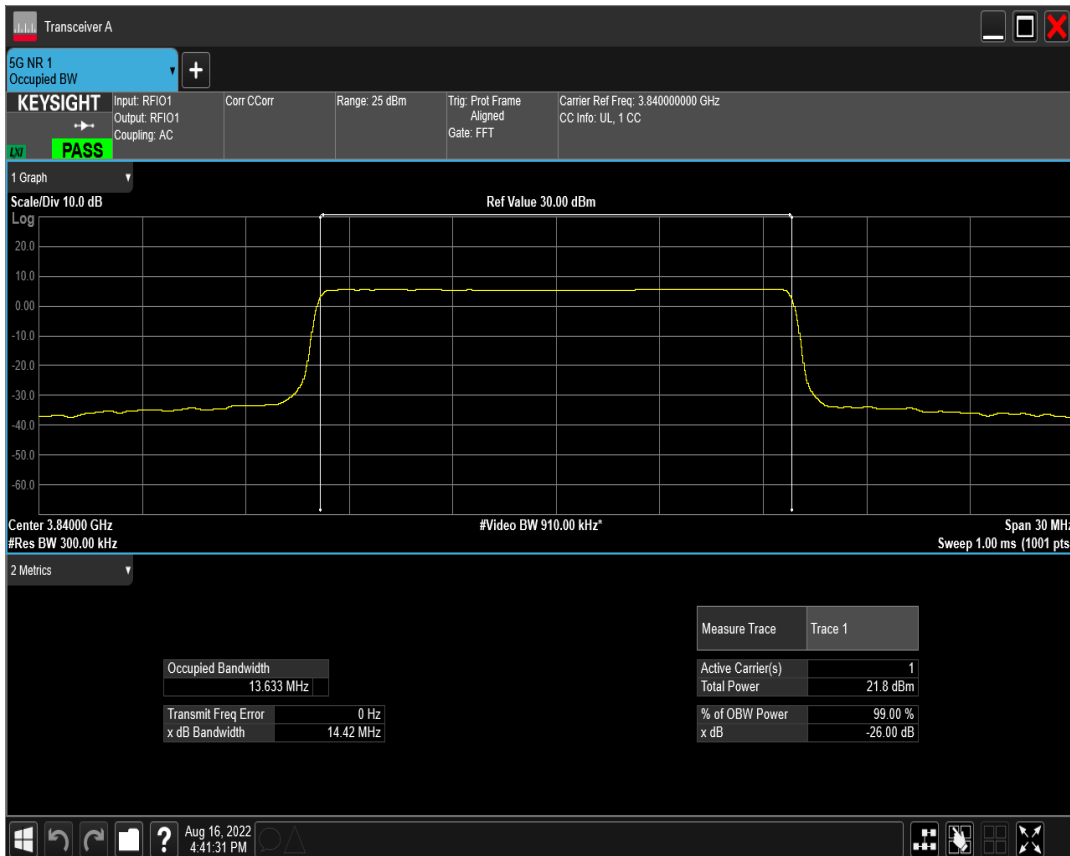 Transceiver A
5G NR 1
Occupied BW
+
KEYSIGHT
LXI
PASS
Input: RFIO1
Output: RFIO1
Coupling: AC
Corr CCorr
Range: 25 dBm
Trig: Prot Frame
Aligned
Gate: FFT
Carrier Ref Freq: 3.840000000 GHz
CC Info: UL, 1 CC
1 Graph
Scale/Div 10.0 dB
Ref Value 30.00 dBm
Log
20.0
10.0
0.00
-10.0
-20.0
-30.0
-40.0
-50.0
-60.0
Center 3.84000 GHz
#Video BW 910.00 kHz*
Span 30 MHz
#Res BW 300.00 kHz
Sweep 1.00 ms (1001 pts
2 Metrics
Measure Trace
Trace 1
Occupied Bandwidth
13.633 MHz
Active Carrier(s)
1
Total Power
21.8 dBm
Transmit Freq Error
0 Hz
x dB Bandwidth
14.42 MHz
% of OBW Power
99.00 %
x dB
-26.00 dB
?
Aug 16, 2022
4:41:31 PM